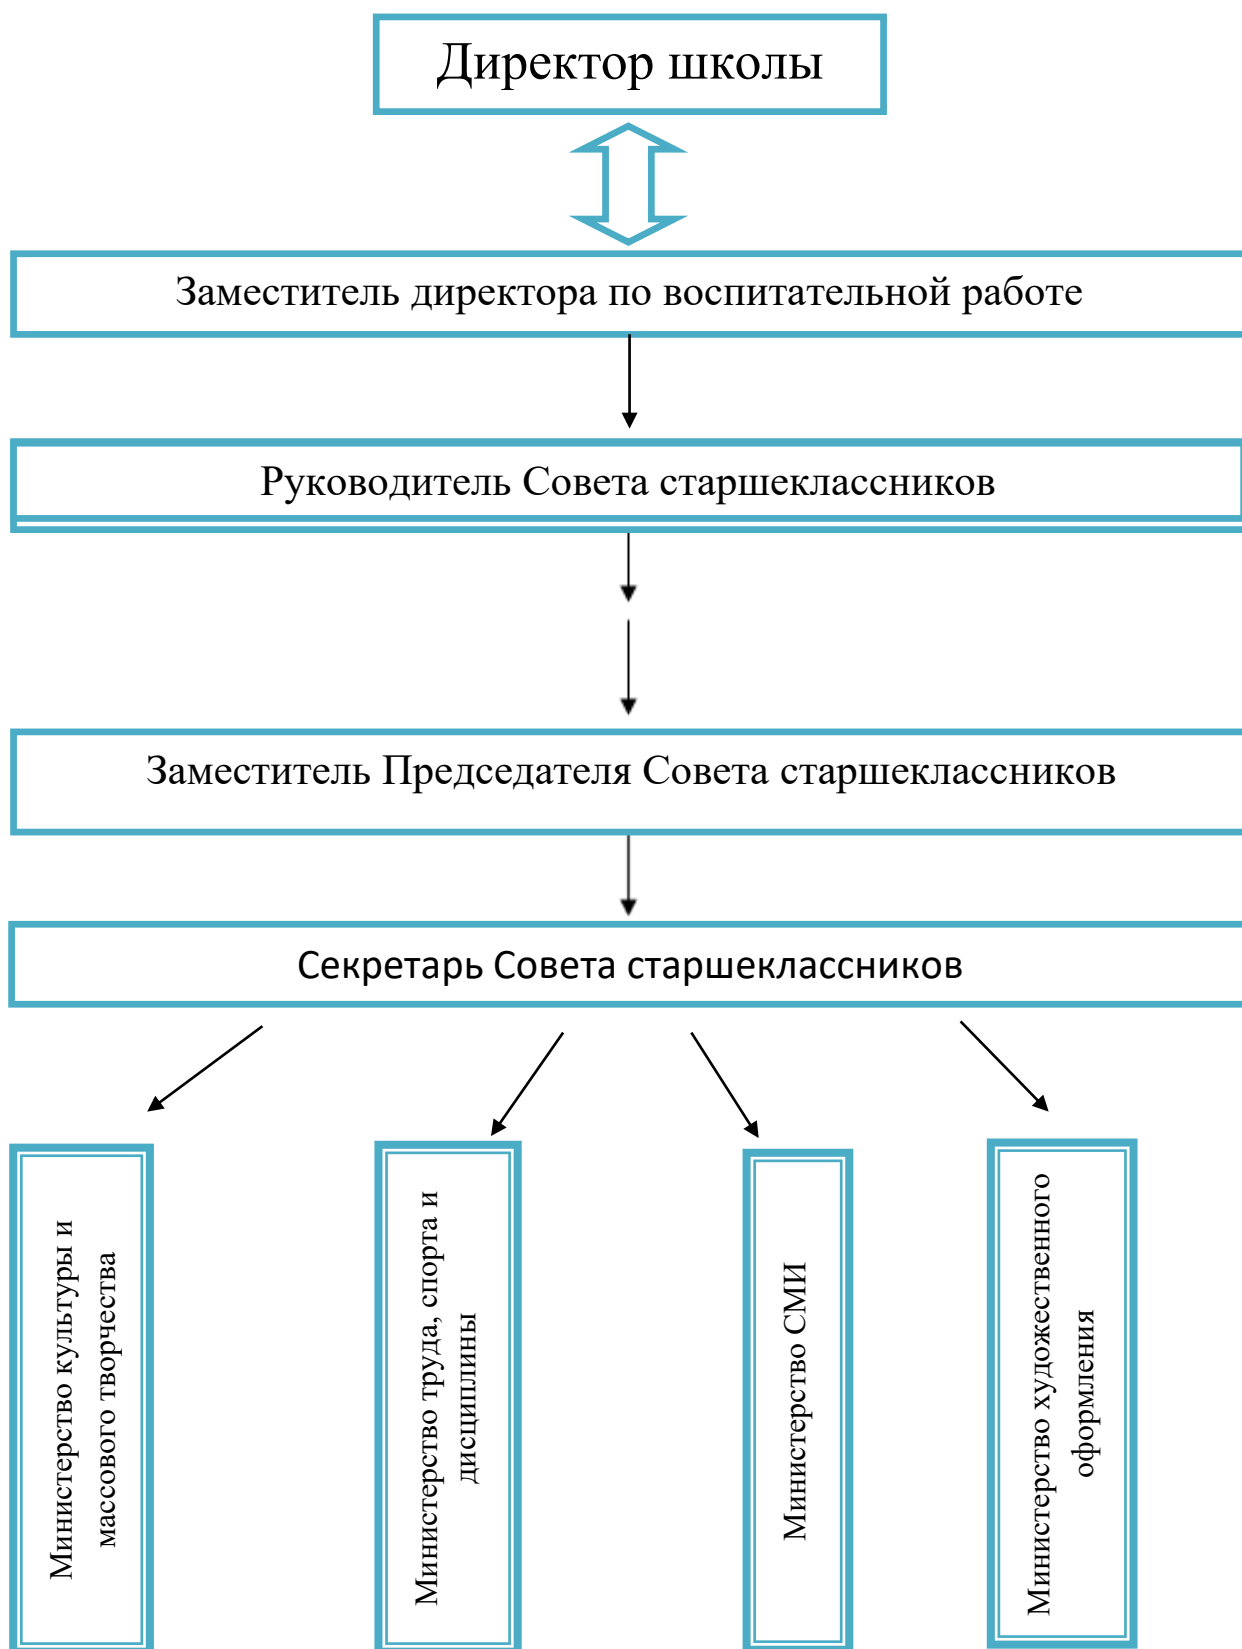 Директор школы
Заместитель директора по воспитательной работе
Руководитель Совета старшеклассников
Заместитель Председателя Совета старшеклассников
Секретарь Совета старшеклассников
Министерство культуры и
массового творчества
Министерство труда, спорта и
дисциплины
Министерство СМИ
Министерство художественного
оформления